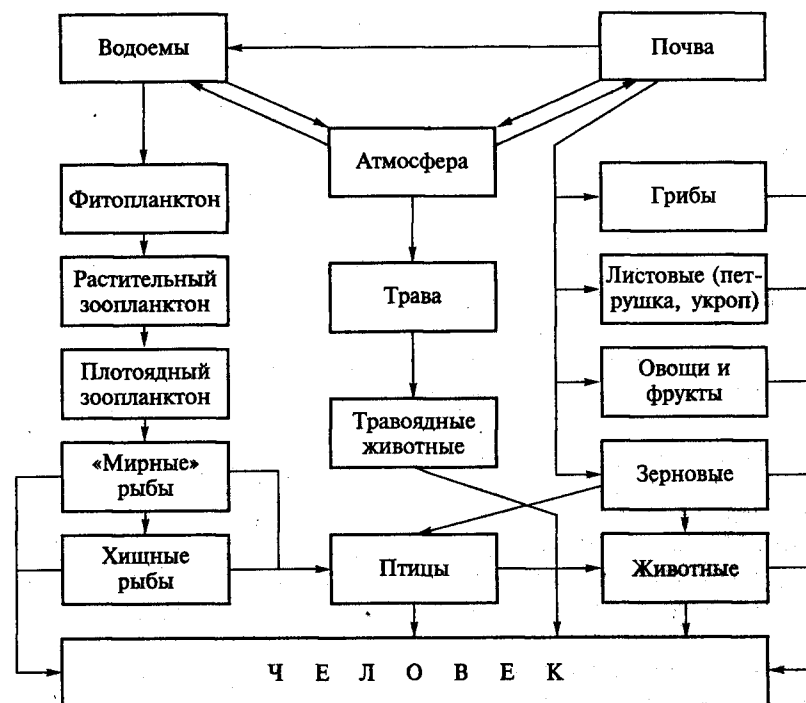 Водоемы
Почва
Атмосфера
Фитопланктон
Грибы
Растительный
зоопланктон
Трава
Листовые (пет-
рушка, укроп)
Плотоядный
зоопланктон
Травоядные
животные
Овощи и
фрукты
«Мирные»
рыбы
Зерновые
Хищные
рыбы
Птицы
Животные
Ч Е Л О В Е К